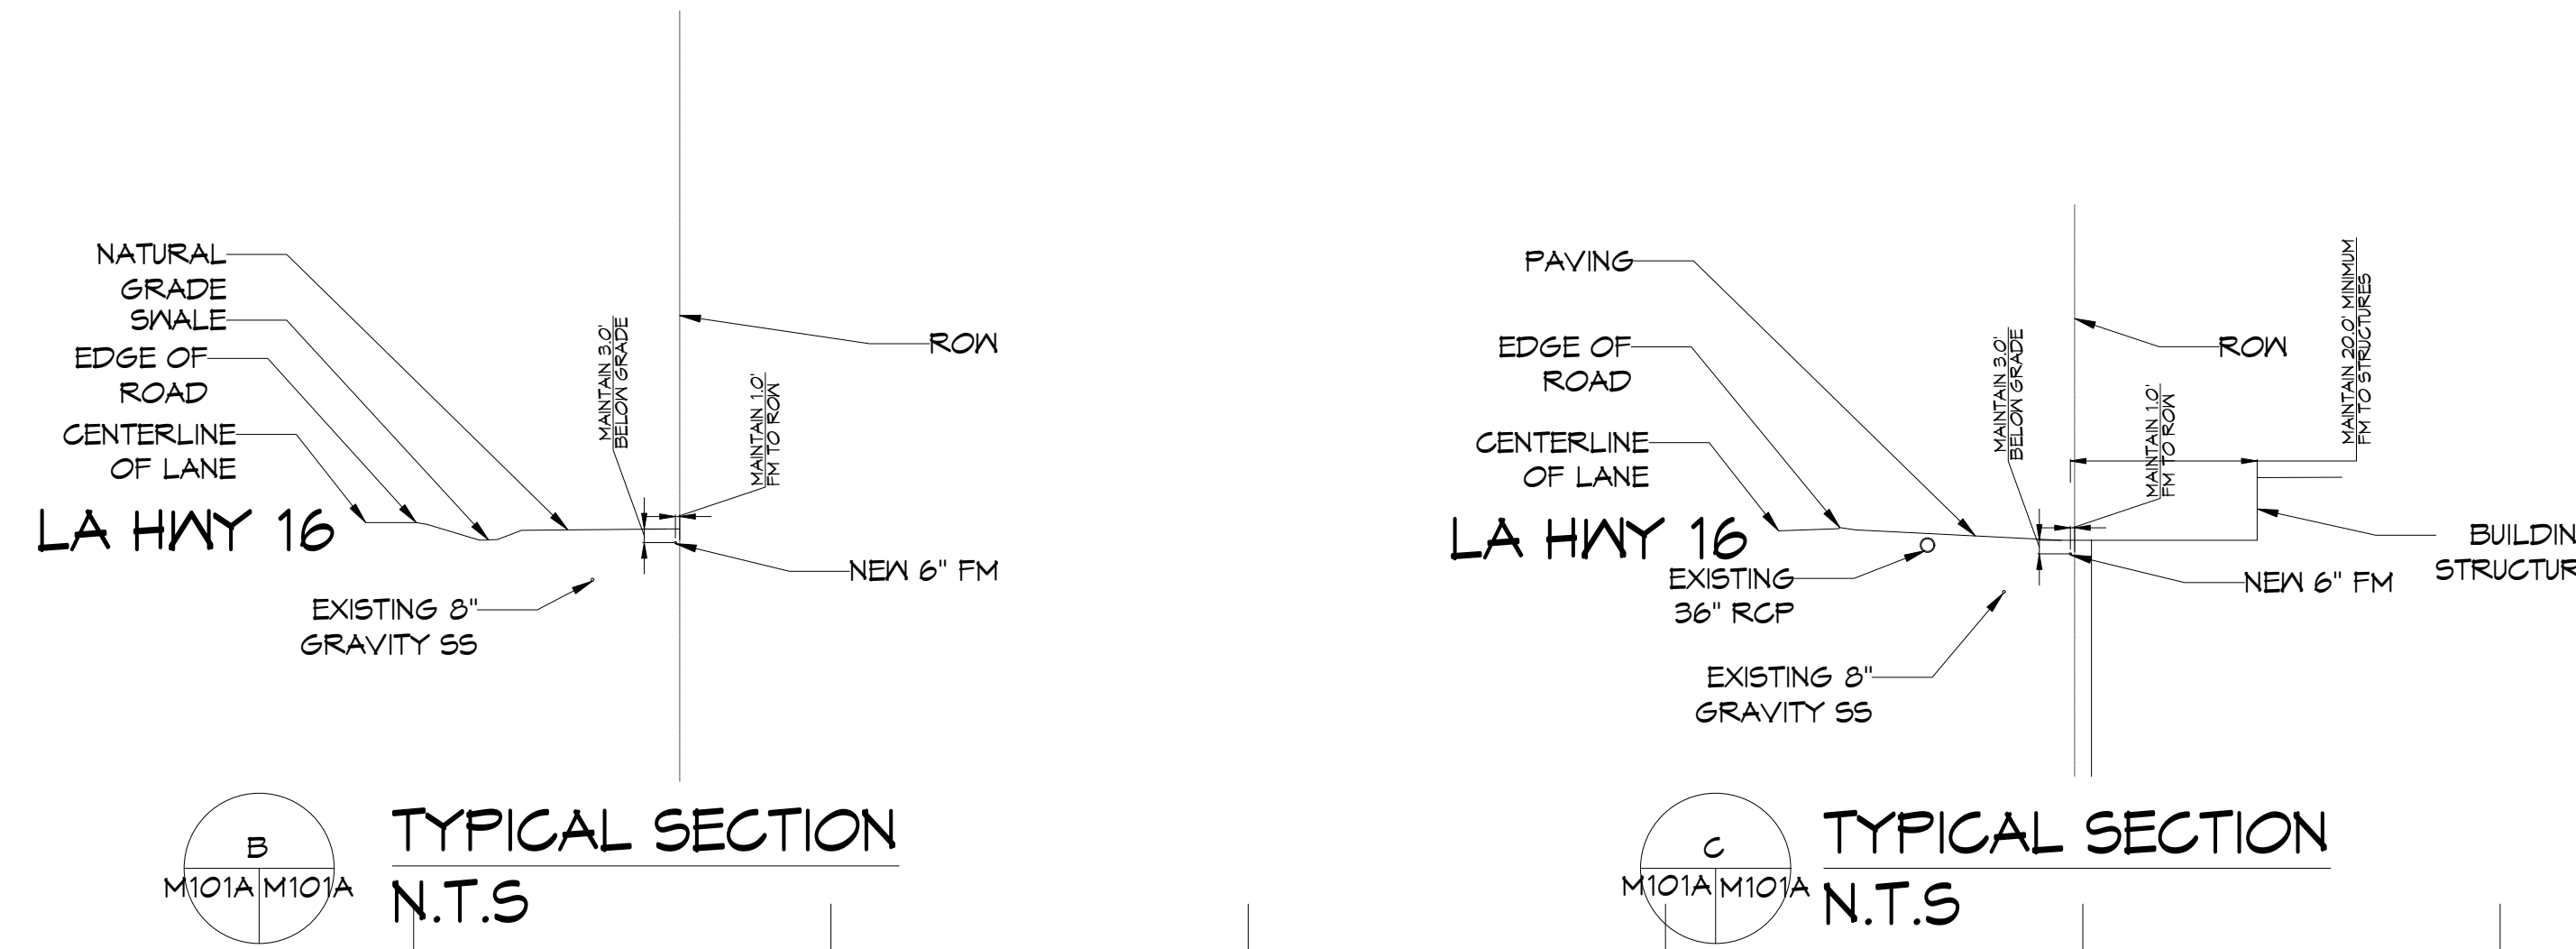 NATURAL
GRADE
SWALE
EDGE OF
ROAD
CENTERLINE
OF LANE
LA HWY 16
MAINTAIN 3.0'
BELOW GRADE
MAINTAIN 1.0'
FM TO ROW
ROW
NEW 6" FM
EXISTING 8"
GRAVITY SS
B
M101A M101A
TYPICAL SECTION
N.T.S
PAVING
EDGE OF
ROAD
CENTERLINE
OF LANE
LA HWY 16
EXISTING
36" RCP
EXISTING 8"
GRAVITY SS
MAINTAIN 3.0'
BELOW GRADE
MAINTAIN 1.0'
FM TO ROW
ROW
MAINTAIN 20.0' MINIMUM
FM TO STRUCTURES
NEW 6" FM
BUILDIN
STRUCTUR
C
M101A M101A
TYPICAL SECTION
N.T.S